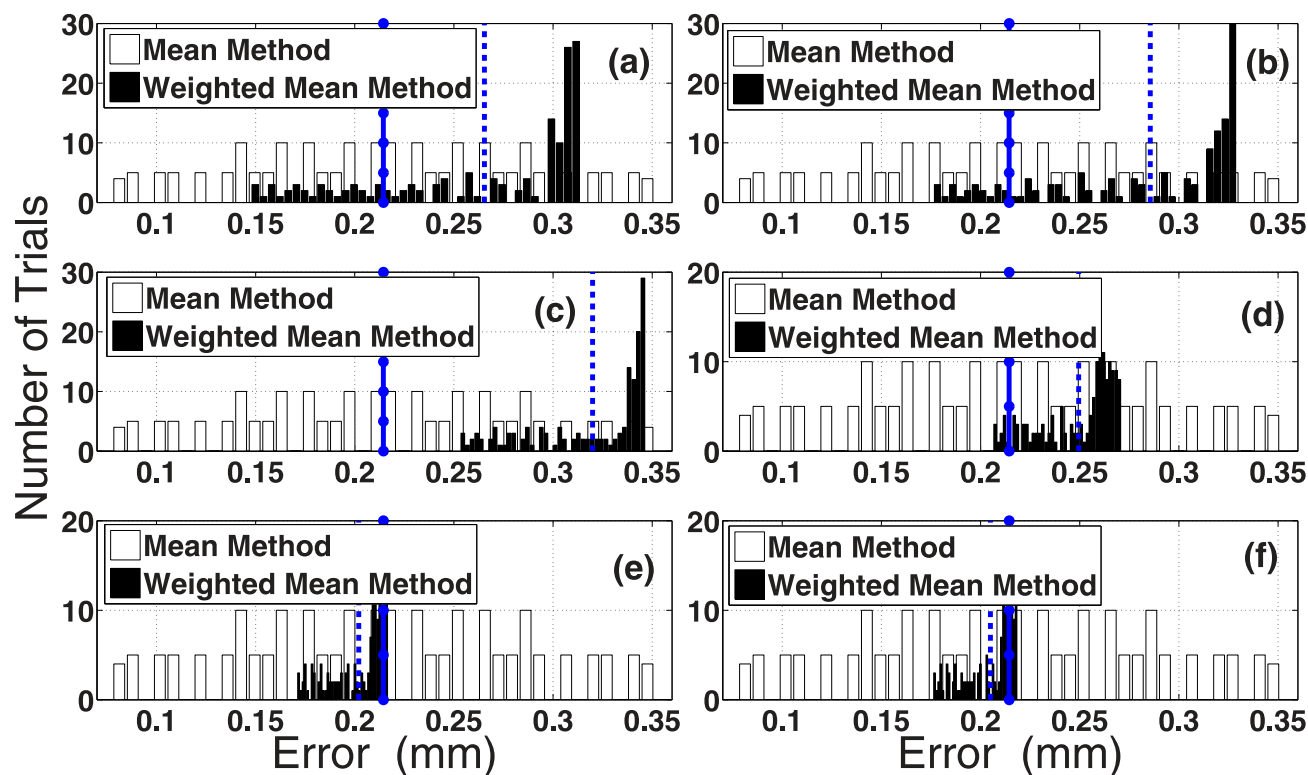 Number of Trials
30
20
10
0
Mean Method
Weighted Mean Method
(a)
0.1 0.15 0.2 0.25 0.3 0.35
30
20
10
0
Mean Method
Weighted Mean Method
(b)
0.1 0.15 0.2 0.25 0.3 0.35
30
20
10
0
Mean Method
Weighted Mean Method
(c)
0.1 0.15 0.2 0.25 0.3 0.35
20
10
0
Mean Method
Weighted Mean Method
(d)
0.1 0.15 0.2 0.25 0.3 0.35
20
10
0
Mean Method
Weighted Mean Method
(e)
0.1 0.15 0.2 0.25 0.3 0.35
Error (mm)
20
10
0
Mean Method
Weighted Mean Method
(f)
0.1 0.15 0.2 0.25 0.3 0.35
Error (mm)